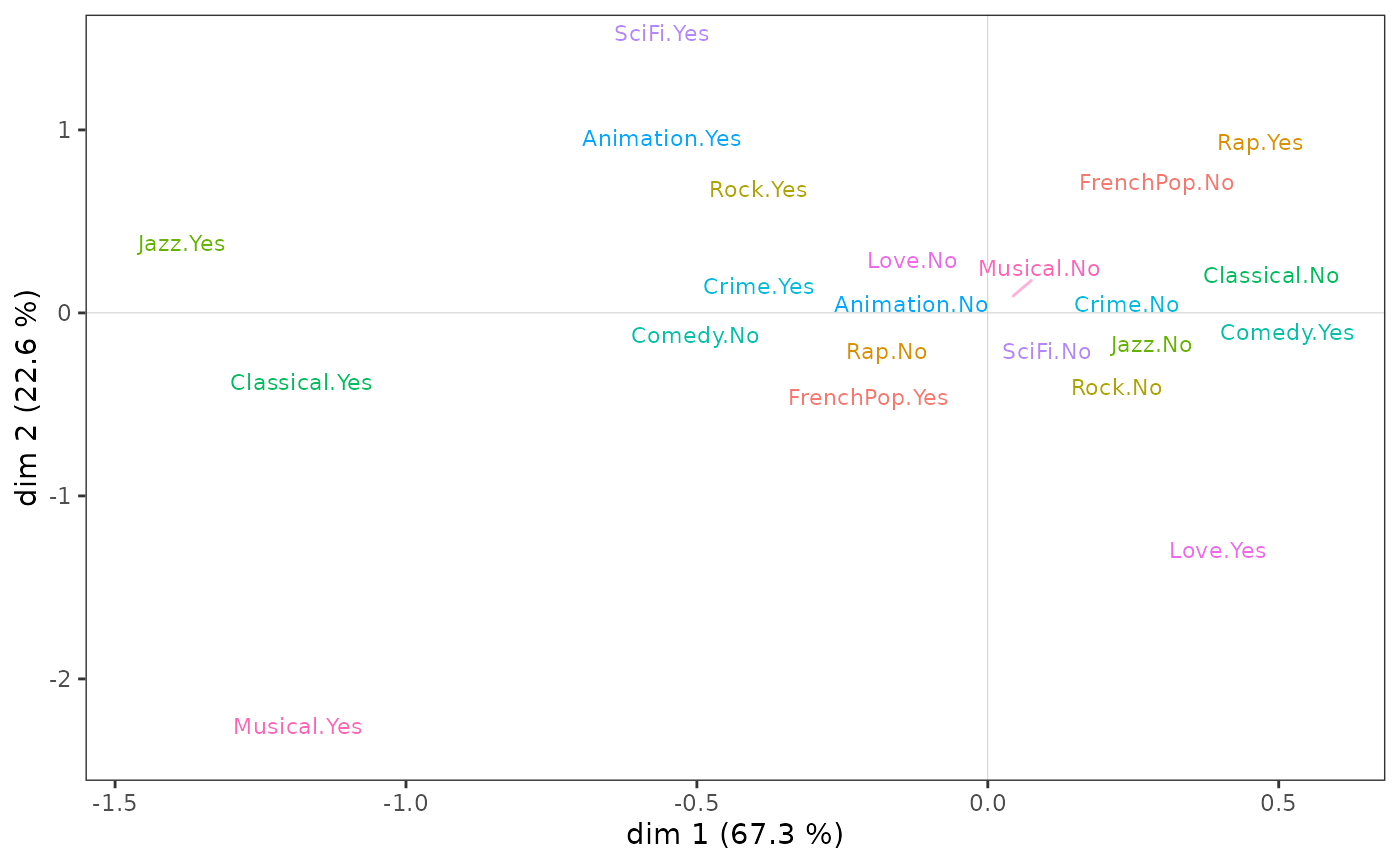 SciFi.Yes
1
Animation.Yes
Rap.Yes
Rock.Yes
FrenchPop.No
Jazz.Yes
Love.No
Musical.No
Classical.No
Crime.Yes
Animation.No
Crime.No
0
Comedy.No
Comedy.Yes
Rap.No
SciFi.No
Jazz.No
Classical.Yes
FrenchPop.Yes
Rock.No
dim 2 (22.6 %)
-1
Love.Yes
-2
Musical.Yes
-1.5 -1.0 -0.5 0.0 0.5
dim 1 (67.3 %)